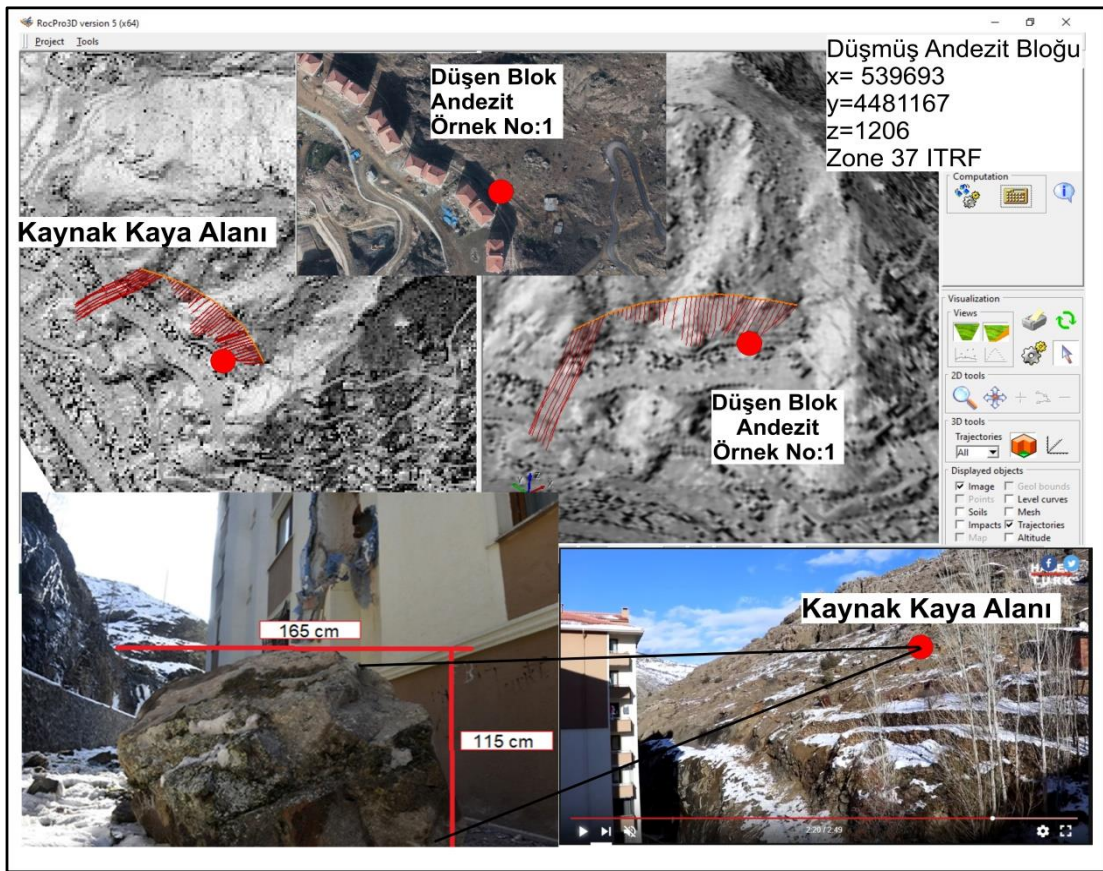 RocPro3D version 5 (x64)
Project Tools
Düşmüş Andezit Bloğu
x= 539693
y=4481167
z=1206
Zone 37 ITRF
Düşen Blok
Andezit
Örnek No:1
Kaynak Kaya Alanı
Düşen Blok
Andezit
Örnek No:1
Computation
Visualization
Views
2D tools
3D tools
Trajectories
All
Displayed objects
Image Geol bounds
Points Level curves
Soils Mesh
Impacts Trajectories
Map Altitude
165 cm
115 cm
HABER
TURK
Kaynak Kaya Alanı
2:20 / 2:49